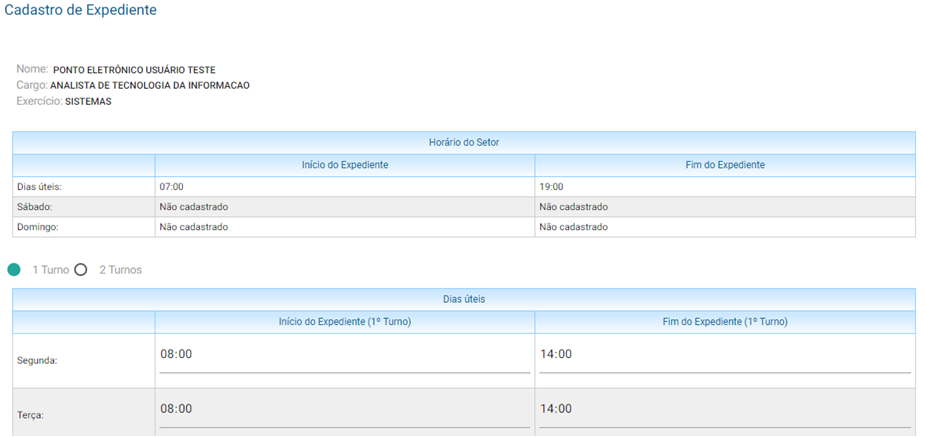 Cadastro de Expediente
Nome: PONTO ELETRÔNICO USUÁRIO TESTE
Cargo: ANALISTA DE TECNOLOGIA DA INFORMACAO
Exercício: SISTEMAS
Horário do Setor
Início do Expediente Fim do Expediente
Dias úteis: 07:00 19:00
Sábado: Não cadastrado Não cadastrado
Domingo: Não cadastrado Não cadastrado
1 Turno 2 Turnos
Dias úteis
Início do Expediente (1º Turno) Fim do Expediente (1º Turno)
Segunda: 08:00 14:00
Terça: 08:00 14:00